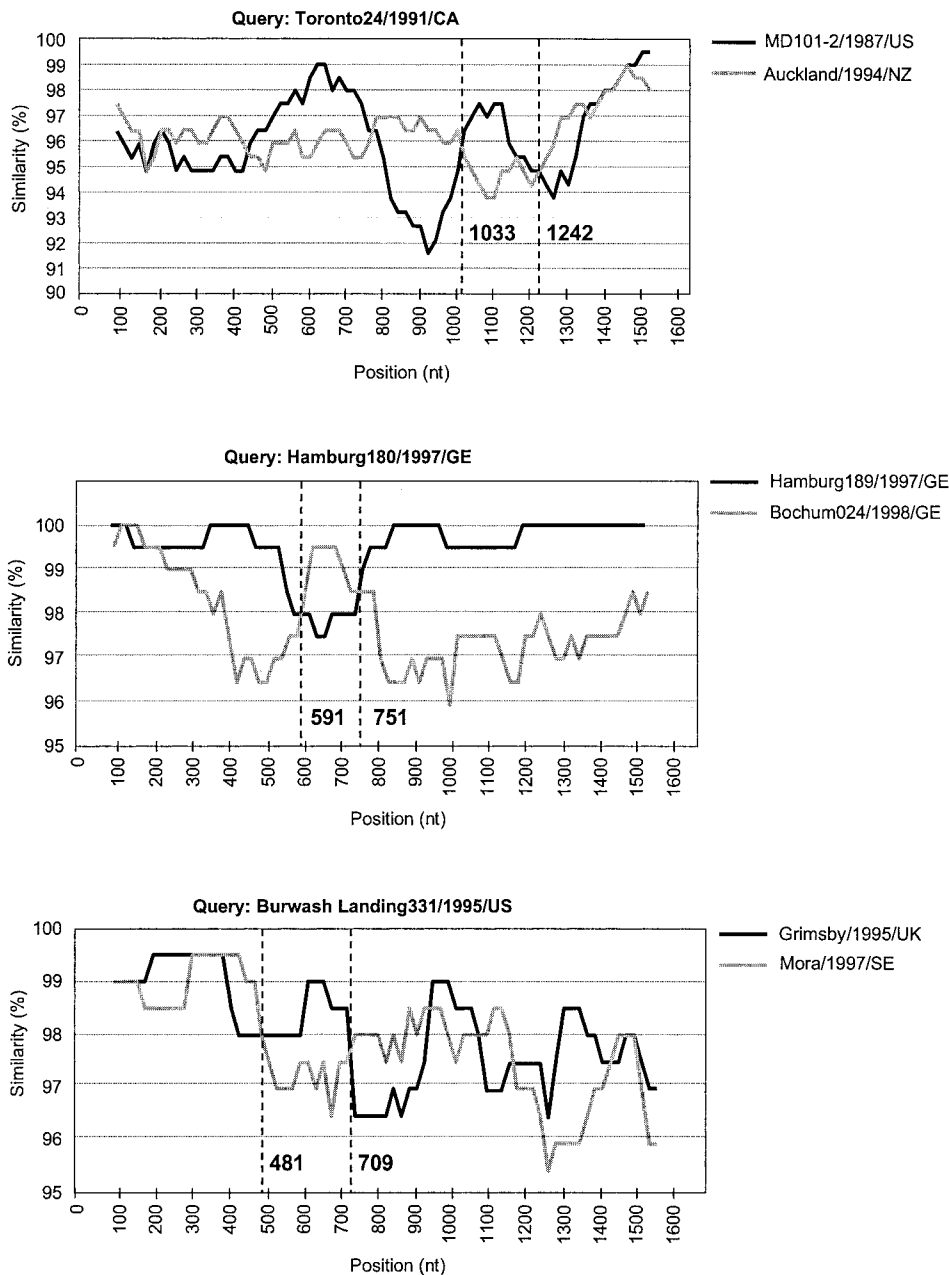 Query: Toronto24/1991/CA
MD101-2/1987/US
Auckland/1994/NZ
Similarity (%)
100
99
98
97
96
95
94
93
92
91
90
1033
1242
0 100 200 300 400 500 600 700 800 900 1000 1100 1200 1300 1400 1500 1600
Position (nt)
Query: Hamburg180/1997/GE
Hamburg189/1997/GE
Bochum024/1998/GE
Similarity (%)
100
99
98
97
96
95
591
751
0 100 200 300 400 500 600 700 800 900 1000 1100 1200 1300 1400 1500 1600
Position (nt)
Query: Burwash Landing331/1995/US
Grimsby/1995/UK
Mora/1997/SE
Similarity (%)
100
99
98
97
96
95
481
709
0 100 200 300 400 500 600 700 800 900 1000 1100 1200 1300 1400 1500 1600
Position (nt)